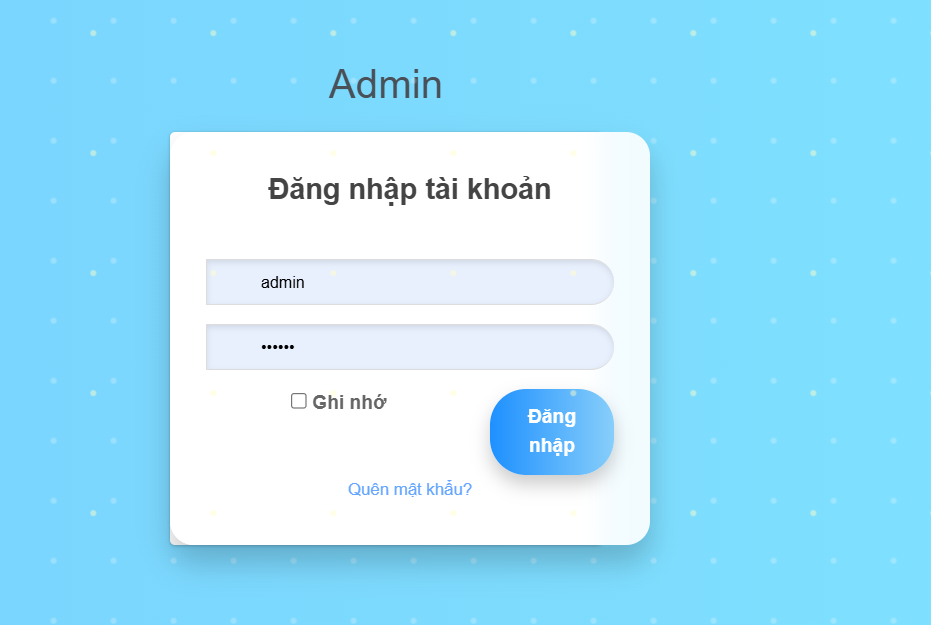 Admin
Đăng nhập tài khoản
admin
••••••
Ghi nhớ
Đăng
nhập
Quên mật khẩu?